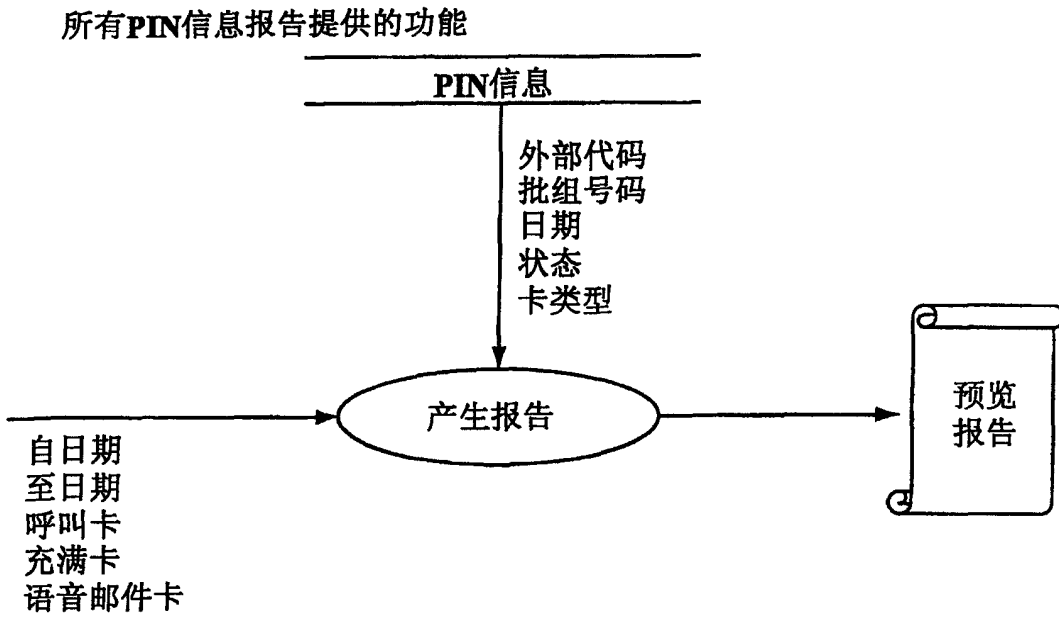 所有PIN信息报告提供的功能
PIN信息
外部代码
批组号码
日期
状态
卡类型
产生报告
预览
报告
自日期
至日期
呼叫卡
充满卡
语音邮件卡